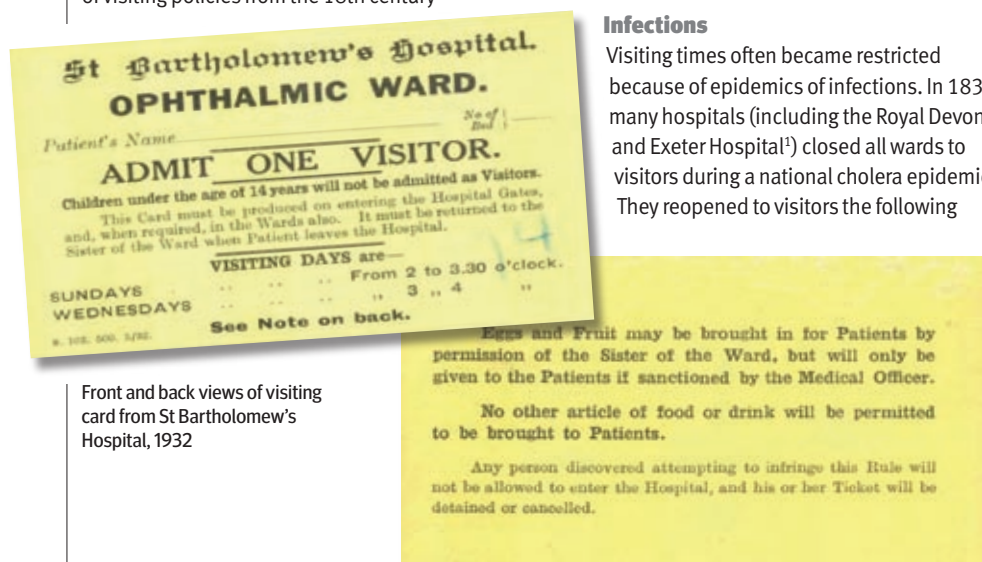 of visiting policies from the 18th century
St Bartholomew's Hospital.
OPHTHALMIC WARD.
Patient's Name
No of
Bed
ADMIT ONE VISITOR.
Children under the age of 14 years will not be admitted as Visitors.
This Card must be produced on entering the Hospital Gates,
and, when required, in the Wards also. It must be returned to the
Sister of the Ward when Patient leaves the Hospital.
14
VISITING DAYS are—
SUNDAYS .. .. .. From 2 to 3.30 o'clock.
WEDNESDAYS .. .. .. „ 3 „ 4 „
See Note on back.
500. 5/32.
Front and back views of visiting
card from St Bartholomew's
Hospital, 1932
Infections
Visiting times often became restricted
because of epidemics of infections. In 183
many hospitals (including the Royal Devon
and Exeter Hospital¹) closed all wards to
visitors during a national cholera epidemic
They reopened to visitors the following
Eggs and Fruit may be brought in for Patients by
permission of the Sister of the Ward, but will only be
given to the Patients if sanctioned by the Medical Officer.
No other article of food or drink will be permitted
to be brought to Patients.
Any person discovered attempting to infringe this Rule will
not be allowed to enter the Hospital, and his or her Ticket will be
detained or cancelled.